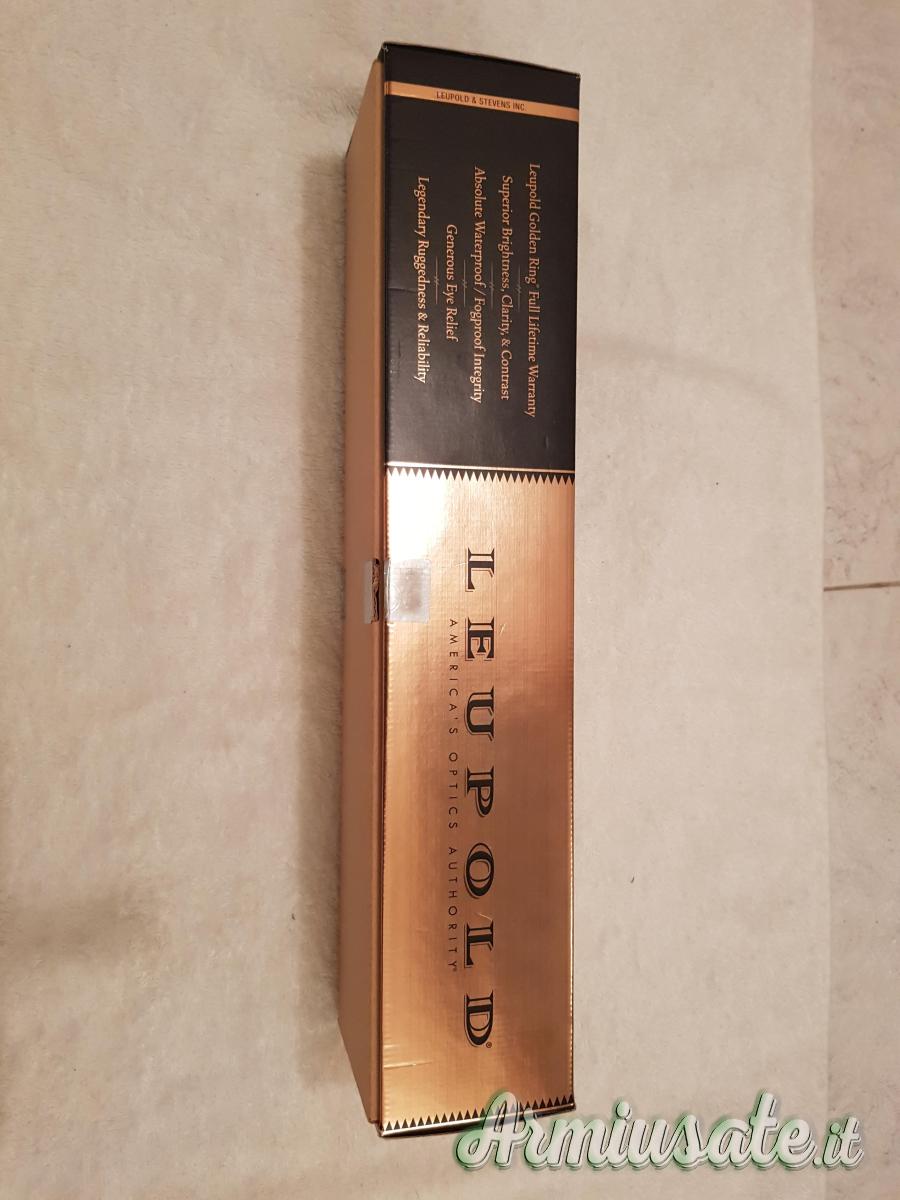 LEUPOLD & STEVENS INC.
Leupold Golden Ring® Full Lifetime Warranty
Superior Brightness, Clarity, & Contrast
Absolute Waterproof / Fogproof Integrity
Generous Eye Relief
Legendary Ruggedness & Reliability
LEUPOLD®
AMERICA'S OPTICS AUTHORITY®
Armiusate.it